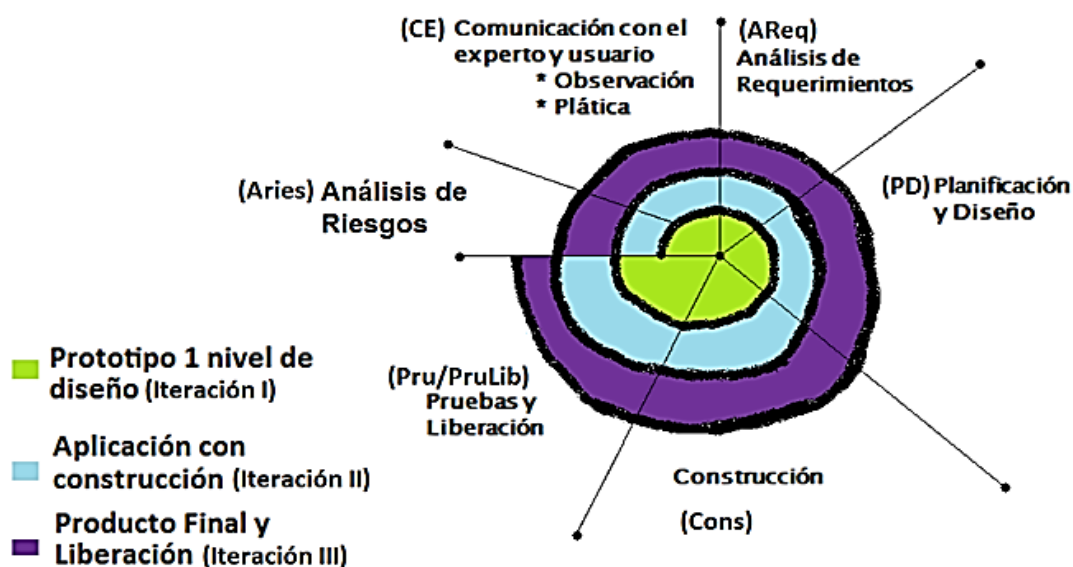 (CE) Comunicación con el
experto y usuario
* Observación
* Plática
(AReq)
Análisis de
Requerimientos
(Aries) Análisis de
Riesgos
(PD) Planificación
y Diseño
(Pru/PruLib)
Pruebas y
Liberación
Construcción
(Cons)
Prototipo 1 nivel de
diseño (Iteración I)
Aplicación con
construcción (Iteración II)
Producto Final y
Liberación (Iteración III)